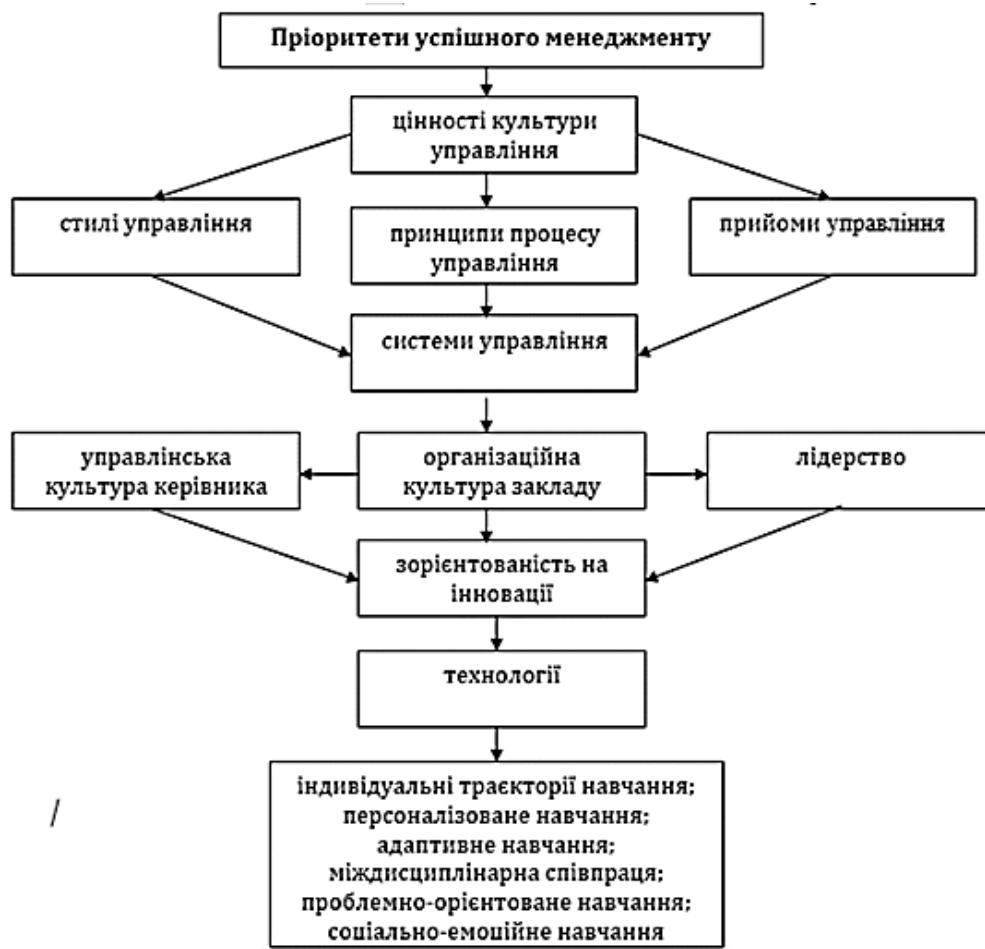 Пріоритети успішного менеджменту
цінності культури
управління
стилі управління
принципи процесу
управління
прийоми управління
системи управління
управлінська
культура керівника
організаційна
культура закладу
лідерство
зорієнтованість на
інновації
технології
індивідуальні траєкторії навчання;
персоналізоване навчання;
адаптивне навчання;
міждисциплінарна співпраця;
проблемно-орієнтоване навчання;
соціально-емоційне навчання
/